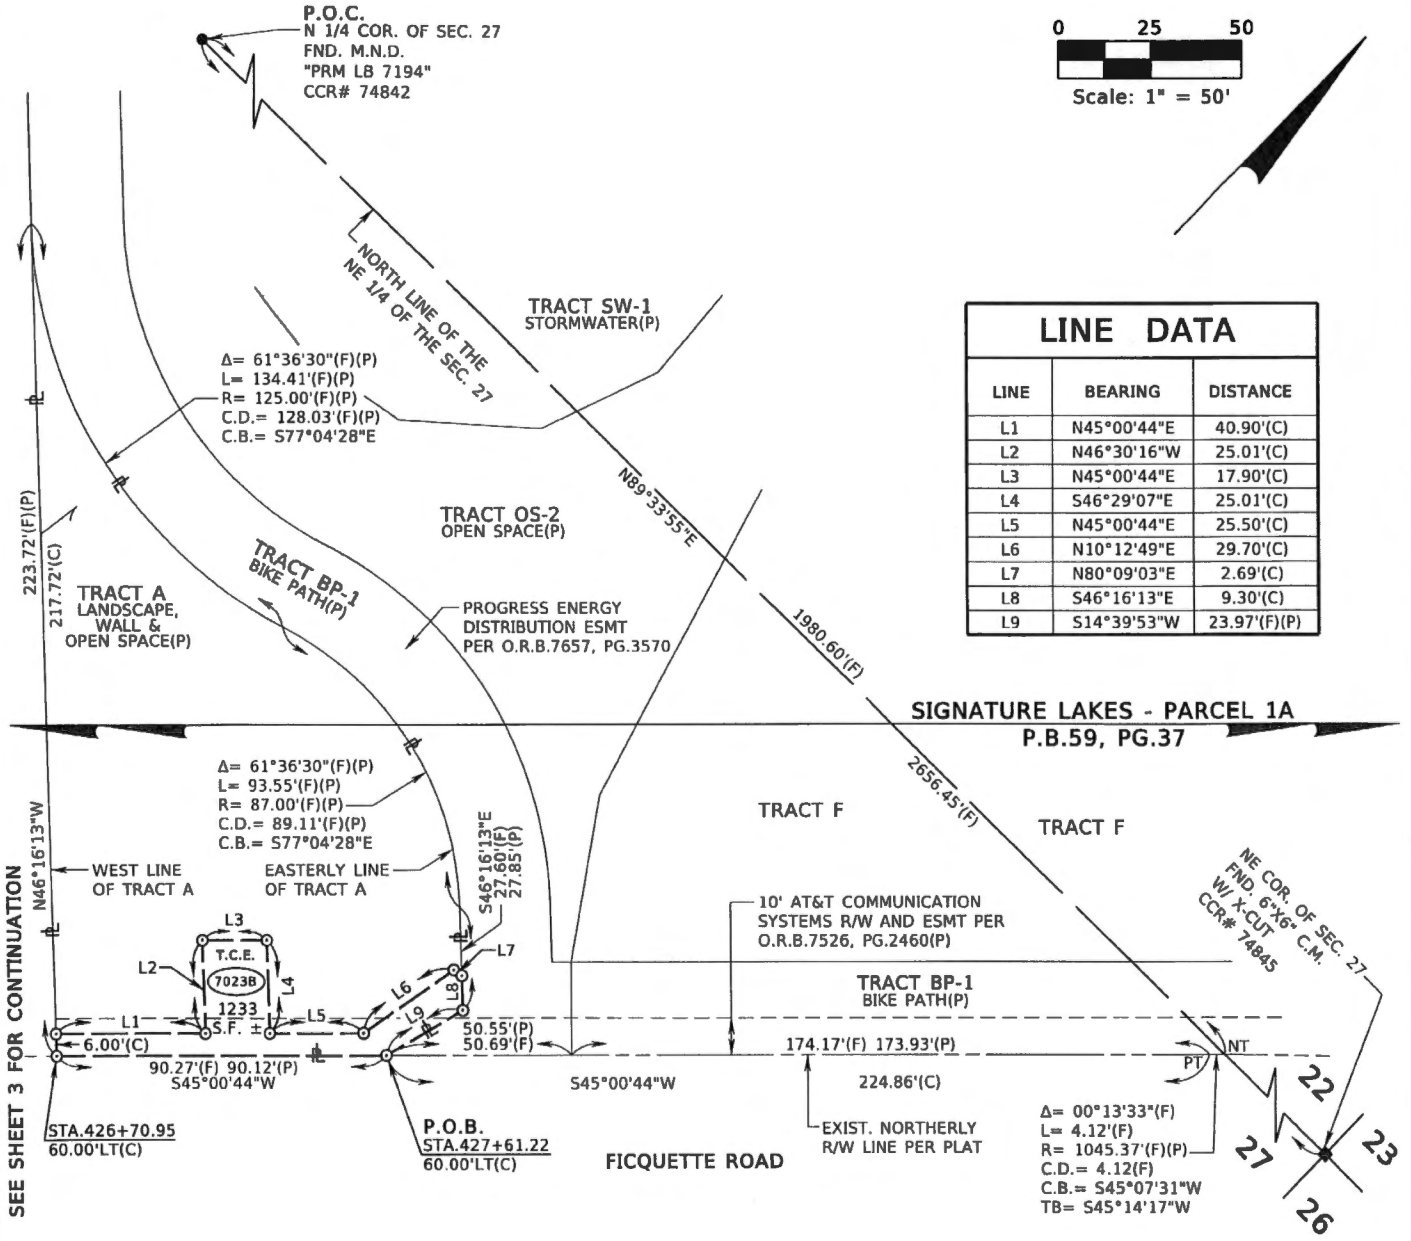 P.O.C.
N 1/4 COR. OF SEC. 27
FND. M.N.D.
"PRM LB 7194"
CCR# 74842
0 25 50
Scale: 1" = 50'
NORTH LINE OF THE
NE 1/4 OF THE SEC. 27
TRACT SW-1
STORMWATER(P)
LINE DATA
LINE BEARING DISTANCE
L1 N45°00'44"E 40.90'(C)
L2 N46°30'16"W 25.01'(C)
L3 N45°00'44"E 17.90'(C)
L4 S46°29'07"E 25.01'(C)
L5 N45°00'44"E 25.50'(C)
L6 N10°12'49"E 29.70'(C)
L7 N80°09'03"E 2.69'(C)
L8 S46°16'13"E 9.30'(C)
L9 S14°39'53"W 23.97'(F)(P)
Δ= 61°36'30"(F)(P)
L= 134.41'(F)(P)
R= 125.00'(F)(P)
C.D.= 128.03'(F)(P)
C.B.= S77°04'28"E
N89°33'55"E
1980.60'(F)
2656.45'(F)
223.72'(F)(P)
217.72'(C)
TRACT OS-2
OPEN SPACE(P)
TRACT BP-1
BIKE PATH(P)
TRACT A
LANDSCAPE,
WALL &
OPEN SPACE(P)
PROGRESS ENERGY
DISTRIBUTION ESMT
PER O.R.B.7657, PG.3570
SIGNATURE LAKES - PARCEL 1A
P.B.59, PG.37
Δ= 61°36'30"(F)(P)
L= 93.55'(F)(P)
R= 87.00'(F)(P)
C.D.= 89.11'(F)(P)
C.B.= S77°04'28"E
TRACT F
TRACT F
N46°16'13"W
WEST LINE
OF TRACT A
EASTERLY LINE
OF TRACT A
S46°16'13"E
27.60'(F)
27.85'(P)
10' AT&T COMMUNICATION
SYSTEMS R/W AND ESMT PER
O.R.B.7526, PG.2460(P)
NE COR. OF SEC. 27
FND. 6"X6" C.M.
W/ X-CUT
CCR# 74845
L3
T.C.E.
L2
7023B
L4
1233
S.F. ±
L1
L5
L6
L7
L8
L9
TRACT BP-1
BIKE PATH(P)
6.00'(C)
50.55'(P)
50.69'(F)
174.17'(F) 173.93'(P)
NT
PT
90.27'(F) 90.12'(P)
S45°00'44"W
S45°00'44"W
224.86'(C)
STA.426+70.95
60.00'LT(C)
P.O.B.
STA.427+61.22
60.00'LT(C)
FICQUETTE ROAD
EXIST. NORTHERLY
R/W LINE PER PLAT
Δ= 00°13'33"(F)
L= 4.12'(F)
R= 1045.37'(F)(P)
C.D.= 4.12(F)
C.B.= S45°07'31"W
TB= S45°14'17"W
22
23
27
26
SEE SHEET 3 FOR CONTINUATION